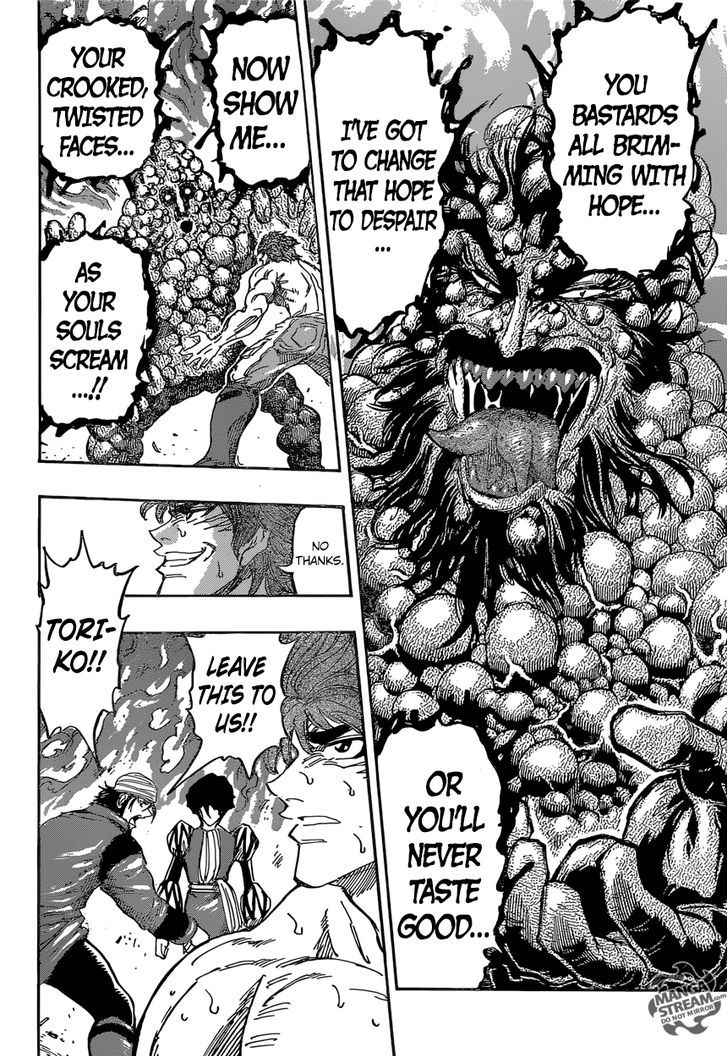 YOU
BASTARDS
ALL BRIM-
MING WITH
HOPE...
I'VE GOT
TO CHANGE
THAT HOPE
TO DESPAIR
...
OR
YOU'LL
NEVER
TASTE
GOOD...
NOW
SHOW
ME...
YOUR
CROOKED,
TWISTED
FACES...
AS
YOUR
SOULS
SCREAM
...!!
NO
THANKS.
TORI-
KO!!
LEAVE
THIS TO
US!!
MANGA
STREAM.com
DO NOT MIRROR